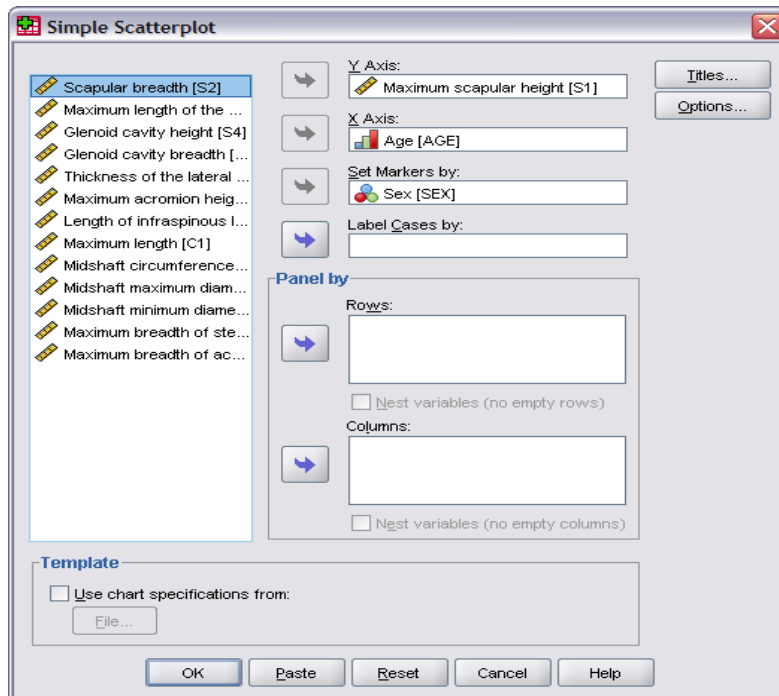 Simple Scatterplot
Scapular breadth [S2]
Maximum length of the ...
Glenoid cavity height [S4]
Glenoid cavity breadth [...
Thickness of the lateral ...
Maximum acromion heig...
Length of infraspinous l...
Maximum length [C1]
Midshaft circumference...
Midshaft maximum diam...
Midshaft minimum diame...
Maximum breadth of ste...
Maximum breadth of ac...
Y Axis:
Maximum scapular height [S1]
X Axis:
Age [AGE]
Set Markers by:
Sex [SEX]
Label Cases by:
Panel by
Rows:
Nest variables (no empty rows)
Columns:
Nest variables (no empty columns)
Titles...
Options...
Template
Use chart specifications from:
File...
OK
Paste
Reset
Cancel
Help